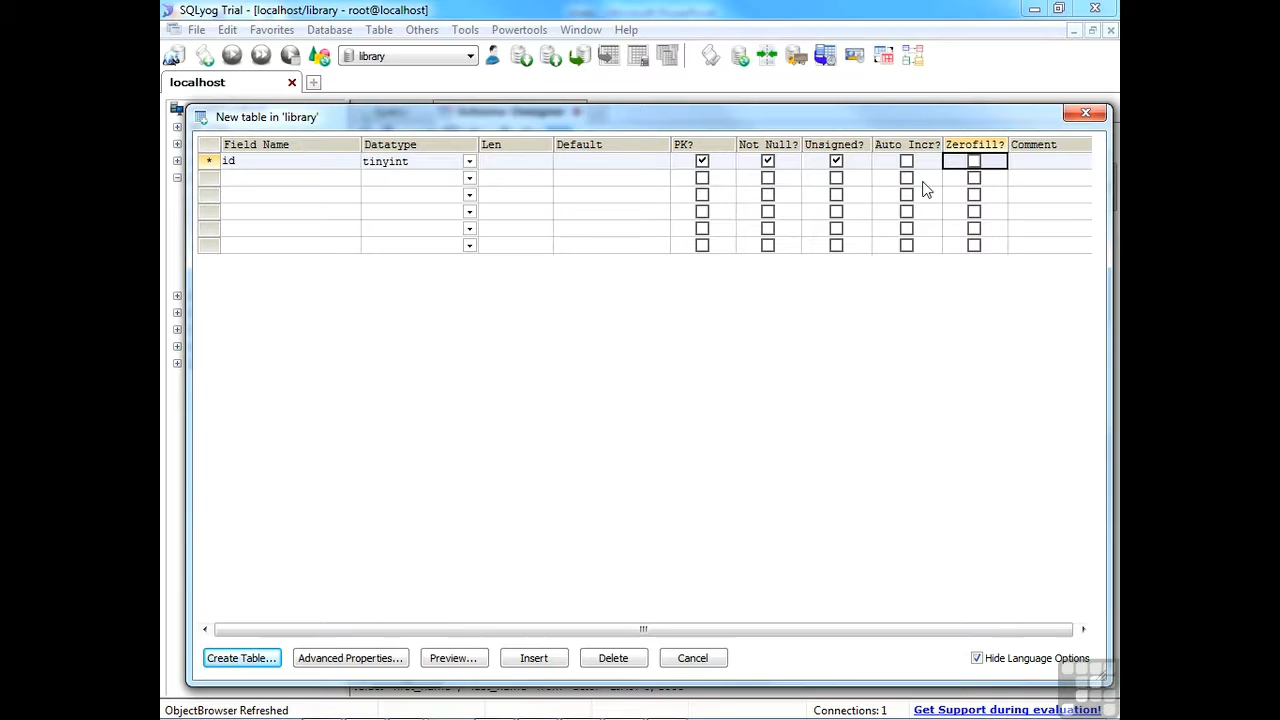 SQLyog Trial - [localhost/library - root@localhost]
File Edit Favorites Database Table Others Tools Powertools Window Help
library
localhost
New table in 'library'
Field Name Datatype Len Default PK? Not Null? Unsigned? Auto Incr? Zerofill? Comment
* id tinyint
Create Table... Advanced Properties... Preview... Insert Delete Cancel Hide Language Options
ObjectBrowser Refreshed Connections: 1 Get Support during evaluation!